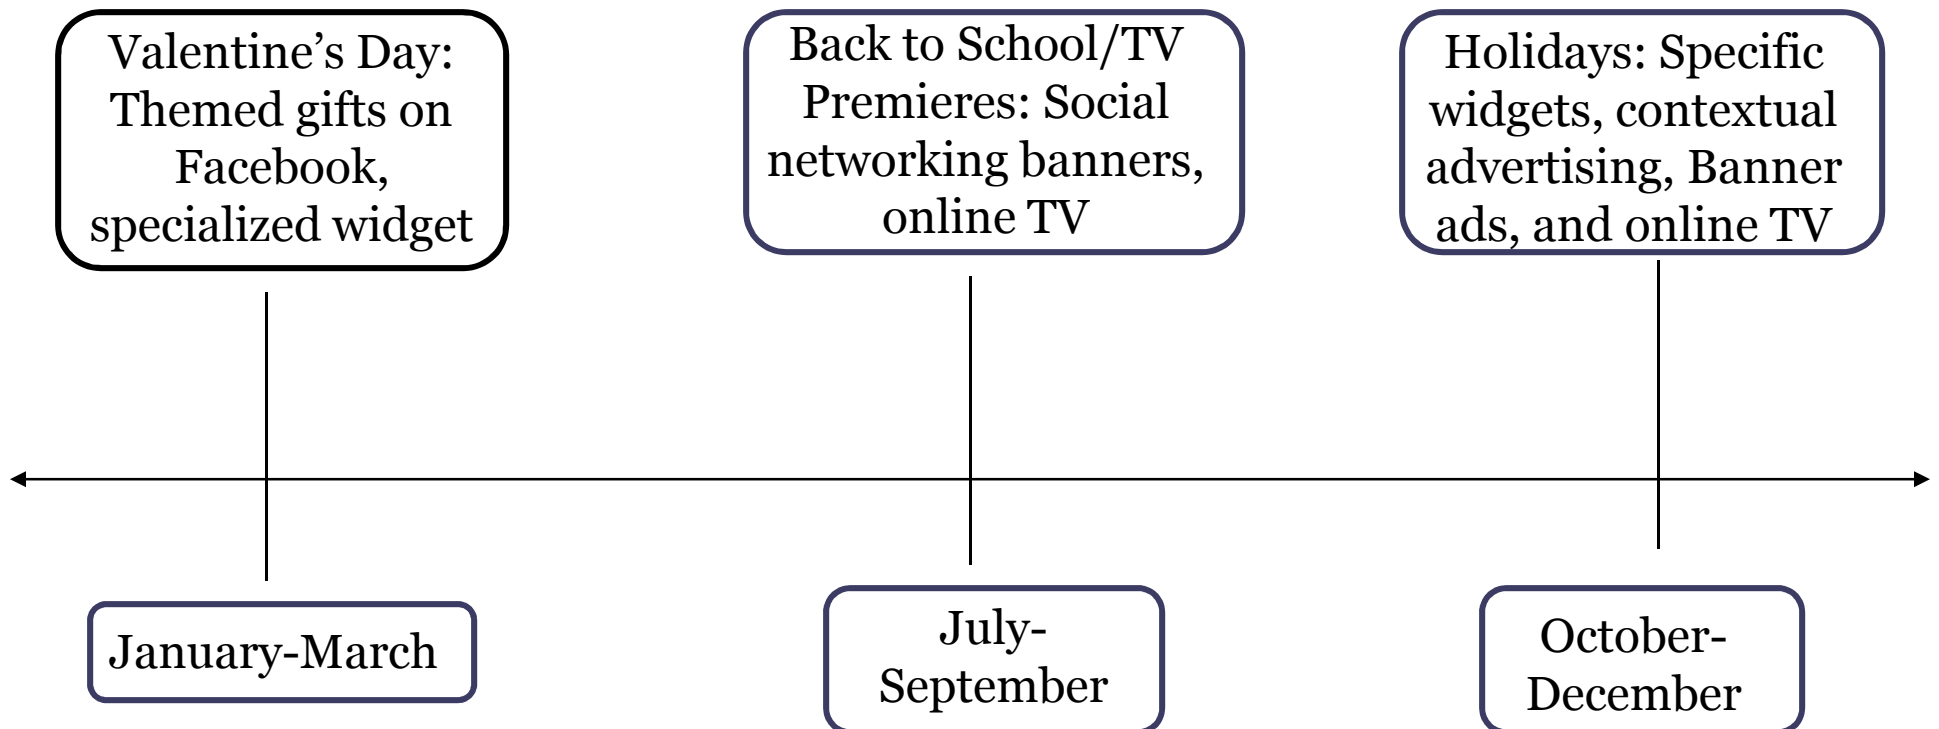 Valentine’s Day:
Themed gifts on
Facebook,
specialized widget
Back to School/TV
Premieres: Social
networking banners,
online TV
Holidays: Specific
widgets, contextual
advertising, Banner
ads, and online TV
January-March
July-
September
October-
December